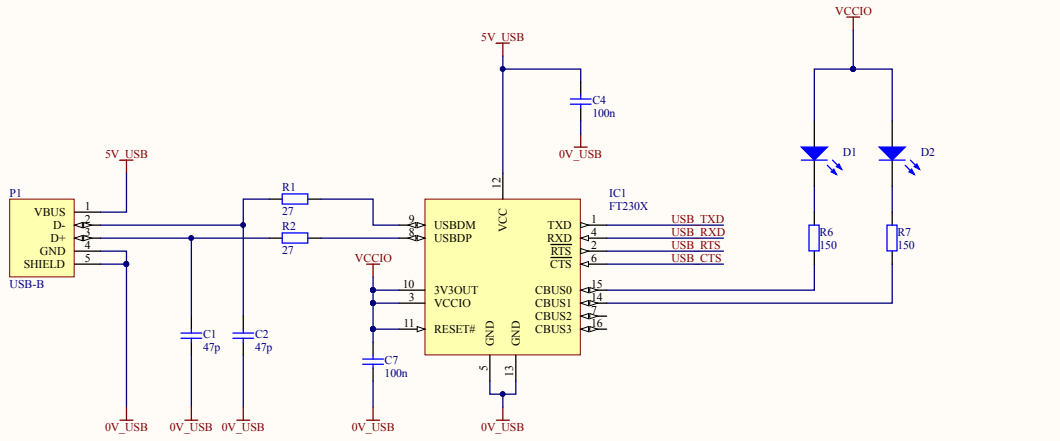 VCCIO
5V_USB
C4
100n
0V_USB
D1
D2
5V_USB
P1
VBUS 1
D- 2
D+ 3
GND 4
SHIELD 5
USB-B
R1
27
R2
27
12
VCC
IC1
FT230X
9 USBDM
8 USBDP
TXD 1 USB_TXD
RXD 4 USB_RXD
RTS 2 USB_RTS
CTS 6 USB_CTS
R6
150
R7
150
VCCIO
10 3V3OUT
3 VCCIO
11 RESET#
CBUS0 15
CBUS1 14
CBUS2 7
CBUS3 16
GND
GND
5
13
C1
47p
C2
47p
C7
100n
0V_USB
0V_USB
0V_USB
0V_USB
0V_USB